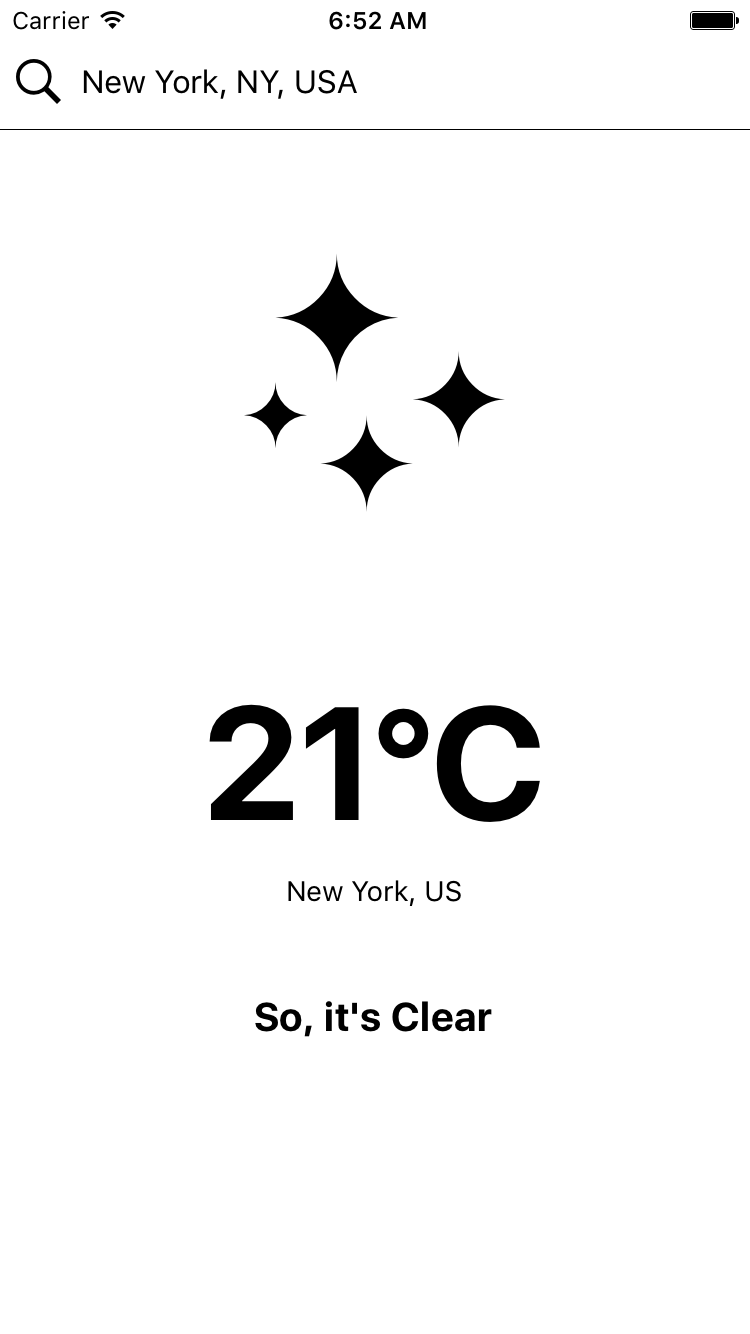 Carrier 6:52 AM
New York, NY, USA
21°C
New York, US
So, it's Clear